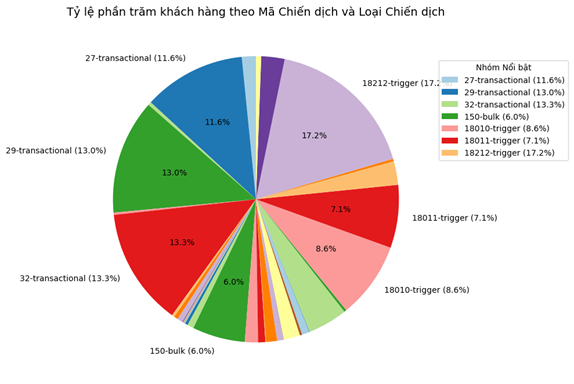 Tỷ lệ phần trăm khách hàng theo Mã Chiến dịch và Loại Chiến dịch
27-transactional (11.6%)
18212-trigger (17.2
Nhóm Nổi bật
27-transactional (11.6%)
29-transactional (13.0%)
32-transactional (13.3%)
150-bulk (6.0%)
18010-trigger (8.6%)
18011-trigger (7.1%)
18212-trigger (17.2%)
11.6%
17.2%
29-transactional (13.0%)
13.0%
7.1%
18011-trigger (7.1%)
13.3%
8.6%
32-transactional (13.3%)
6.0%
18010-trigger (8.6%)
150-bulk (6.0%)